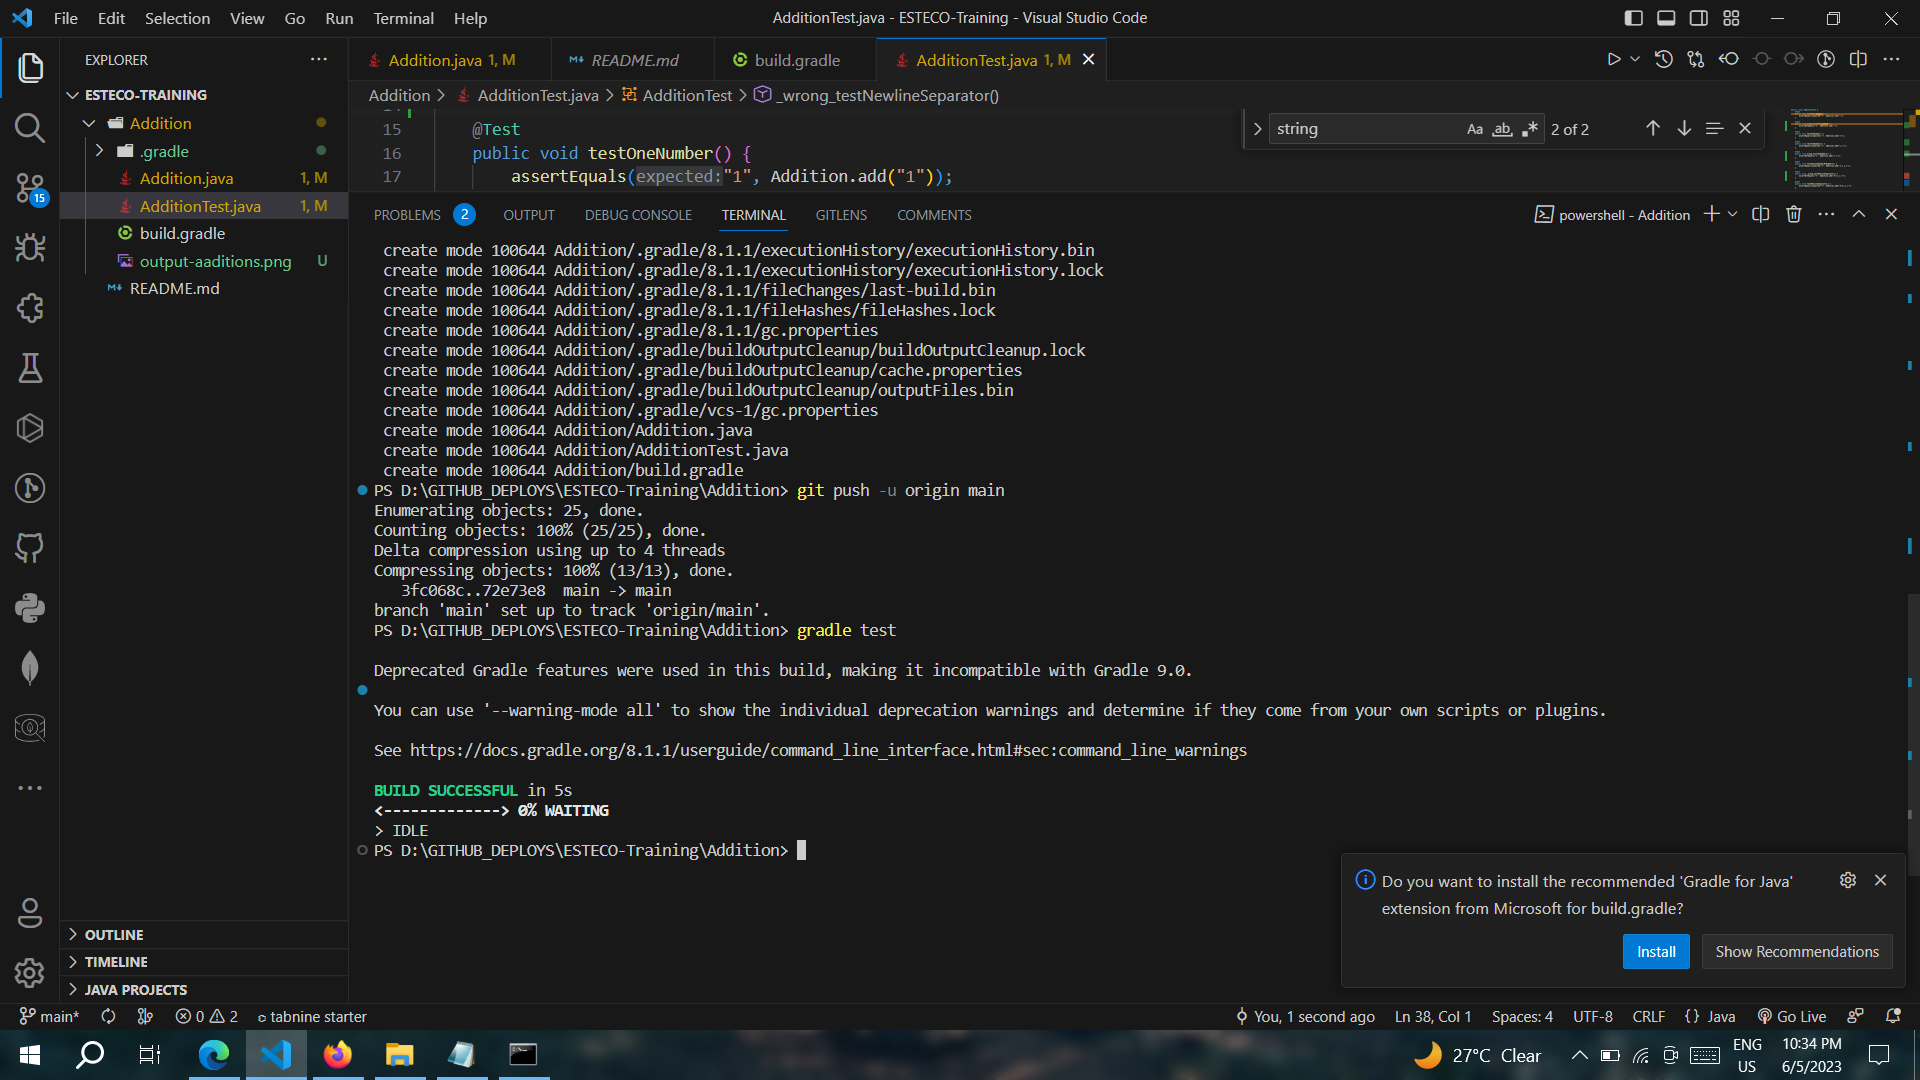 File Edit Selection View Go Run Terminal Help
AdditionTest.java - ESTECO-Training - Visual Studio Code
EXPLORER
ESTECO-TRAINING
Addition
.gradle
Addition.java 1, M
AdditionTest.java 1, M
build.gradle
output-aaditions.png U
README.md
15
OUTLINE
TIMELINE
JAVA PROJECTS
Addition.java 1, M
README.md
build.gradle
AdditionTest.java 1, M
Addition > AdditionTest.java > AdditionTest > _wrong_testNewlineSeparator()
15 @Test
16 public void testOneNumber() {
17 assertEquals(expected:"1", Addition.add("1"));
string Aa ab 2 of 2
PROBLEMS 2 OUTPUT DEBUG CONSOLE TERMINAL GITLENS COMMENTS
powershell - Addition
create mode 100644 Addition/.gradle/8.1.1/executionHistory/executionHistory.bin
create mode 100644 Addition/.gradle/8.1.1/executionHistory/executionHistory.lock
create mode 100644 Addition/.gradle/8.1.1/fileChanges/last-build.bin
create mode 100644 Addition/.gradle/8.1.1/fileHashes/fileHashes.lock
create mode 100644 Addition/.gradle/8.1.1/gc.properties
create mode 100644 Addition/.gradle/buildOutputCleanup/buildOutputCleanup.lock
create mode 100644 Addition/.gradle/buildOutputCleanup/cache.properties
create mode 100644 Addition/.gradle/buildOutputCleanup/outputFiles.bin
create mode 100644 Addition/.gradle/vcs-1/gc.properties
create mode 100644 Addition/Addition.java
create mode 100644 Addition/AdditionTest.java
create mode 100644 Addition/build.gradle
PS D:\GITHUB_DEPLOYS\ESTECO-Training\Addition> git push -u origin main
Enumerating objects: 25, done.
Counting objects: 100% (25/25), done.
Delta compression using up to 4 threads
Compressing objects: 100% (13/13), done.
3fc068c..72e73e8 main -> main
branch 'main' set up to track 'origin/main'.
PS D:\GITHUB_DEPLOYS\ESTECO-Training\Addition> gradle test
Deprecated Gradle features were used in this build, making it incompatible with Gradle 9.0.
You can use '--warning-mode all' to show the individual deprecation warnings and determine if they come from your own scripts or plugins.
See https://docs.gradle.org/8.1.1/userguide/command_line_interface.html#sec:command_line_warnings
BUILD SUCCESSFUL in 5s
<-------------> 0% WAITING
> IDLE
PS D:\GITHUB_DEPLOYS\ESTECO-Training\Addition>
Do you want to install the recommended 'Gradle for Java'
extension from Microsoft for build.gradle?
Install Show Recommendations
main* 0 2 tabnine starter
You, 1 second ago Ln 38, Col 1 Spaces: 4 UTF-8 CRLF {} Java Go Live
27°C Clear
ENG
US
10:34 PM
6/5/2023